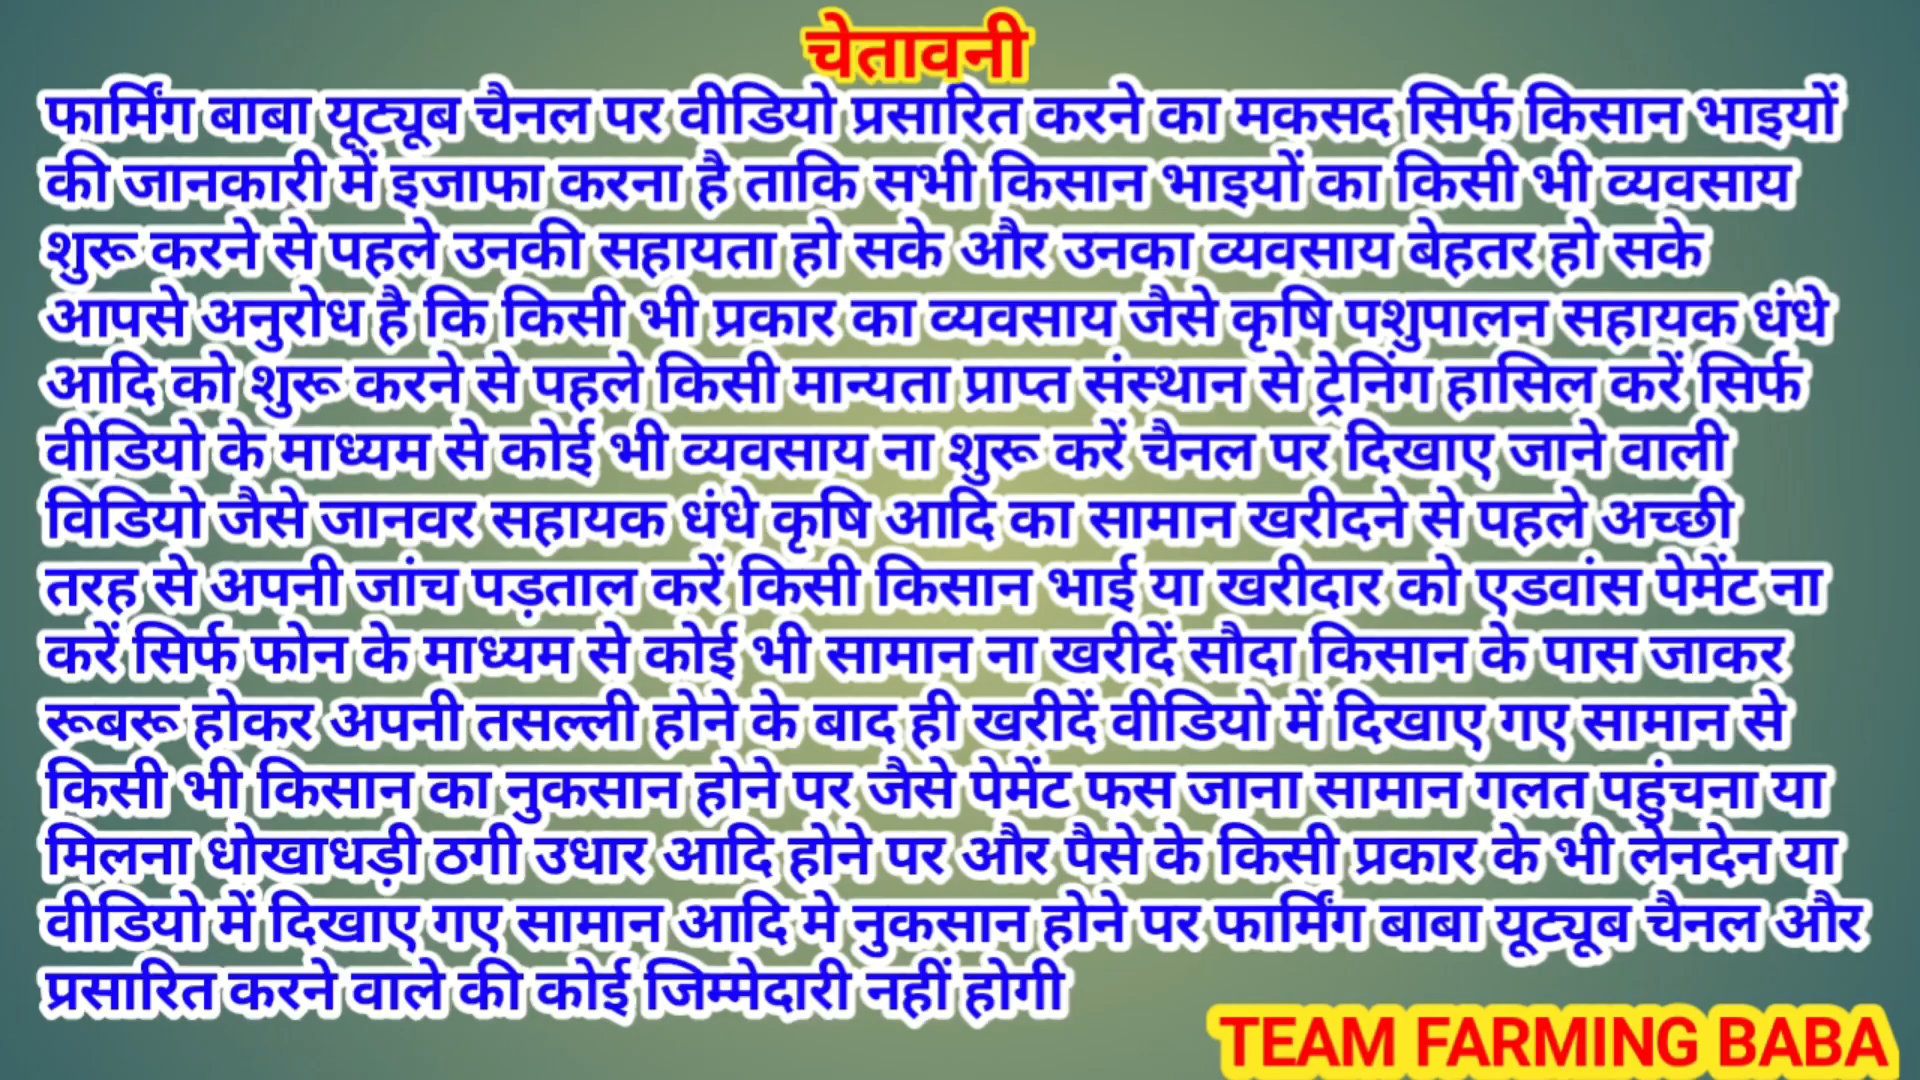 चेतावनी
फार्मिंग बाबा यूट्यूब चैनल पर वीडियो प्रसारित करने का मकसद सिर्फ किसान भाइयों
की जानकारी में इजाफा करना है ताकि सभी किसान भाइयों का किसी भी व्यवसाय
शुरू करने से पहले उनकी सहायता हो सके और उनका व्यवसाय बेहतर हो सके
आपसे अनुरोध है कि किसी भी प्रकार का व्यवसाय जैसे कृषि पशुपालन सहायक धंधे
आदि को शुरू करने से पहले किसी मान्यता प्राप्त संस्थान से ट्रेनिंग हासिल करें सिर्फ
वीडियो के माध्यम से कोई भी व्यवसाय ना शुरू करें चैनल पर दिखाए जाने वाली
विडियो जैसे जानवर सहायक धंधे कृषि आदि का सामान खरीदने से पहले अच्छी
तरह से अपनी जांच पड़ताल करें किसी किसान भाई या खरीदार को एडवांस पेमेंट ना
करें सिर्फ फोन के माध्यम से कोई भी सामान ना खरीदें सौदा किसान के पास जाकर
रूबरू होकर अपनी तसल्ली होने के बाद ही खरीदें वीडियो में दिखाए गए सामान से
किसी भी किसान का नुकसान होने पर जैसे पेमेंट फस जाना सामान गलत पहुंचना या
मिलना धोखाधड़ी ठगी उधार आदि होने पर और पैसे के किसी प्रकार के भी लेनदेन या
वीडियो में दिखाए गए सामान आदि मे नुकसान होने पर फार्मिंग बाबा यूट्यूब चैनल और
प्रसारित करने वाले की कोई जिम्मेदारी नहीं होगी
TEAM FARMING BABA